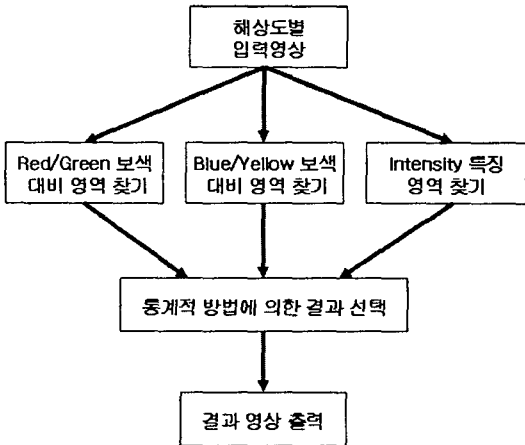 해상도별
입력영상
Red/Green 보색
대비 영역 찾기
Blue/Yellow 보색
대비 영역 찾기
Intensity 특징
영역 찾기
통계적 방법에 의한 결과 선택
결과 영상 출력